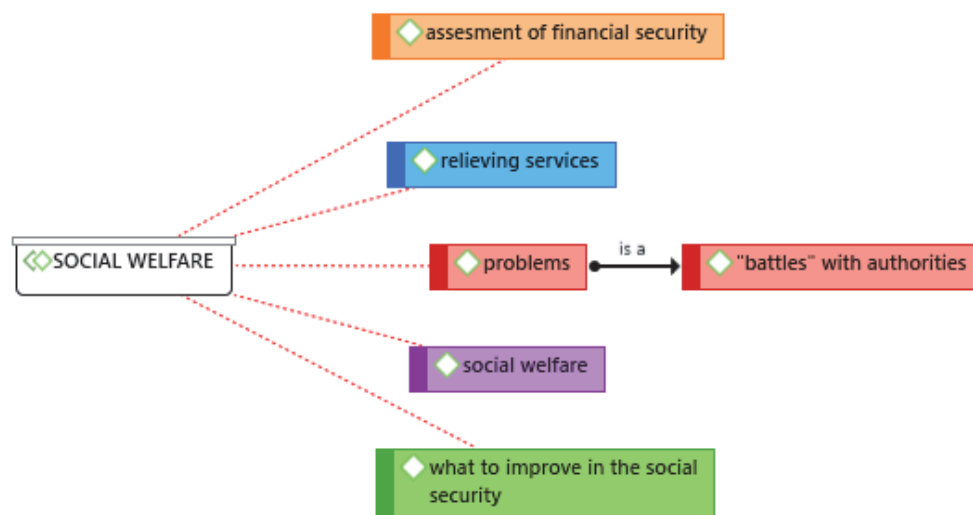 assesment of financial security
relieving services
SOCIAL WELFARE
problems
is a
"battles" with authorities
social welfare
what to improve in the social
security